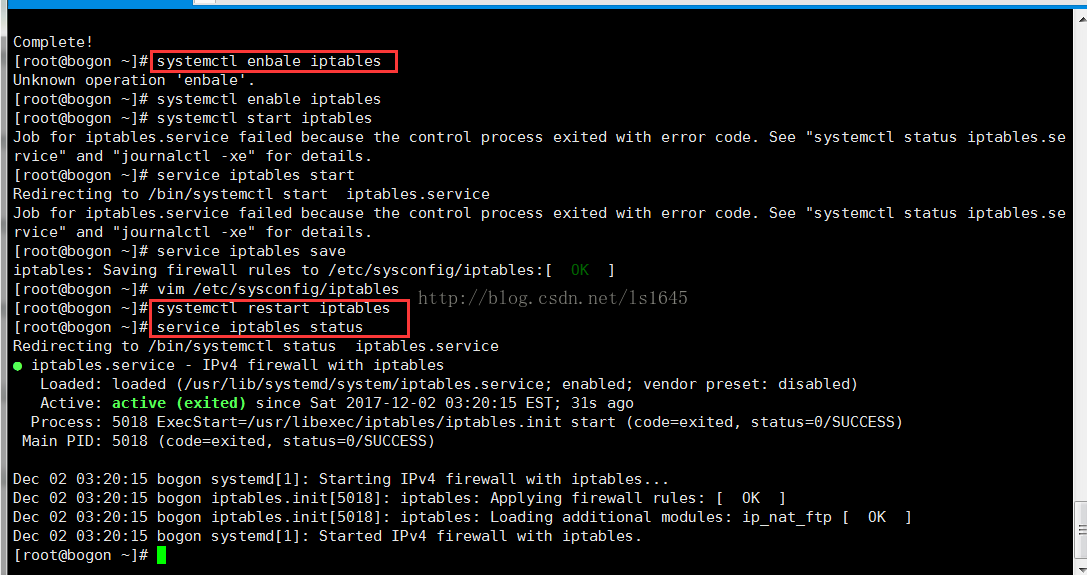 Complete!
[root@bogon ~]# systemctl enbale iptables
Unknown operation 'enbale'.
[root@bogon ~]# systemctl enable iptables
[root@bogon ~]# systemctl start iptables
Job for iptables.service failed because the control process exited with error code. See "systemctl status iptables.se
rvice" and "journalctl -xe" for details.
[root@bogon ~]# service iptables start
Redirecting to /bin/systemctl start  iptables.service
Job for iptables.service failed because the control process exited with error code. See "systemctl status iptables.se
rvice" and "journalctl -xe" for details.
[root@bogon ~]# service iptables save
iptables: Saving firewall rules to /etc/sysconfig/iptables:[  OK  ]
[root@bogon ~]# vim /etc/sysconfig/iptables
http://blog.csdn.net/ls1645
[root@bogon ~]# systemctl restart iptables
[root@bogon ~]# service iptables status
Redirecting to /bin/systemctl status  iptables.service
● iptables.service - IPv4 firewall with iptables
   Loaded: loaded (/usr/lib/systemd/system/iptables.service; enabled; vendor preset: disabled)
   Active: active (exited) since Sat 2017-12-02 03:20:15 EST; 31s ago
  Process: 5018 ExecStart=/usr/libexec/iptables/iptables.init start (code=exited, status=0/SUCCESS)
 Main PID: 5018 (code=exited, status=0/SUCCESS)
Dec 02 03:20:15 bogon systemd[1]: Starting IPv4 firewall with iptables...
Dec 02 03:20:15 bogon iptables.init[5018]: iptables: Applying firewall rules: [  OK  ]
Dec 02 03:20:15 bogon iptables.init[5018]: iptables: Loading additional modules: ip_nat_ftp [  OK  ]
Dec 02 03:20:15 bogon systemd[1]: Started IPv4 firewall with iptables.
[root@bogon ~]#